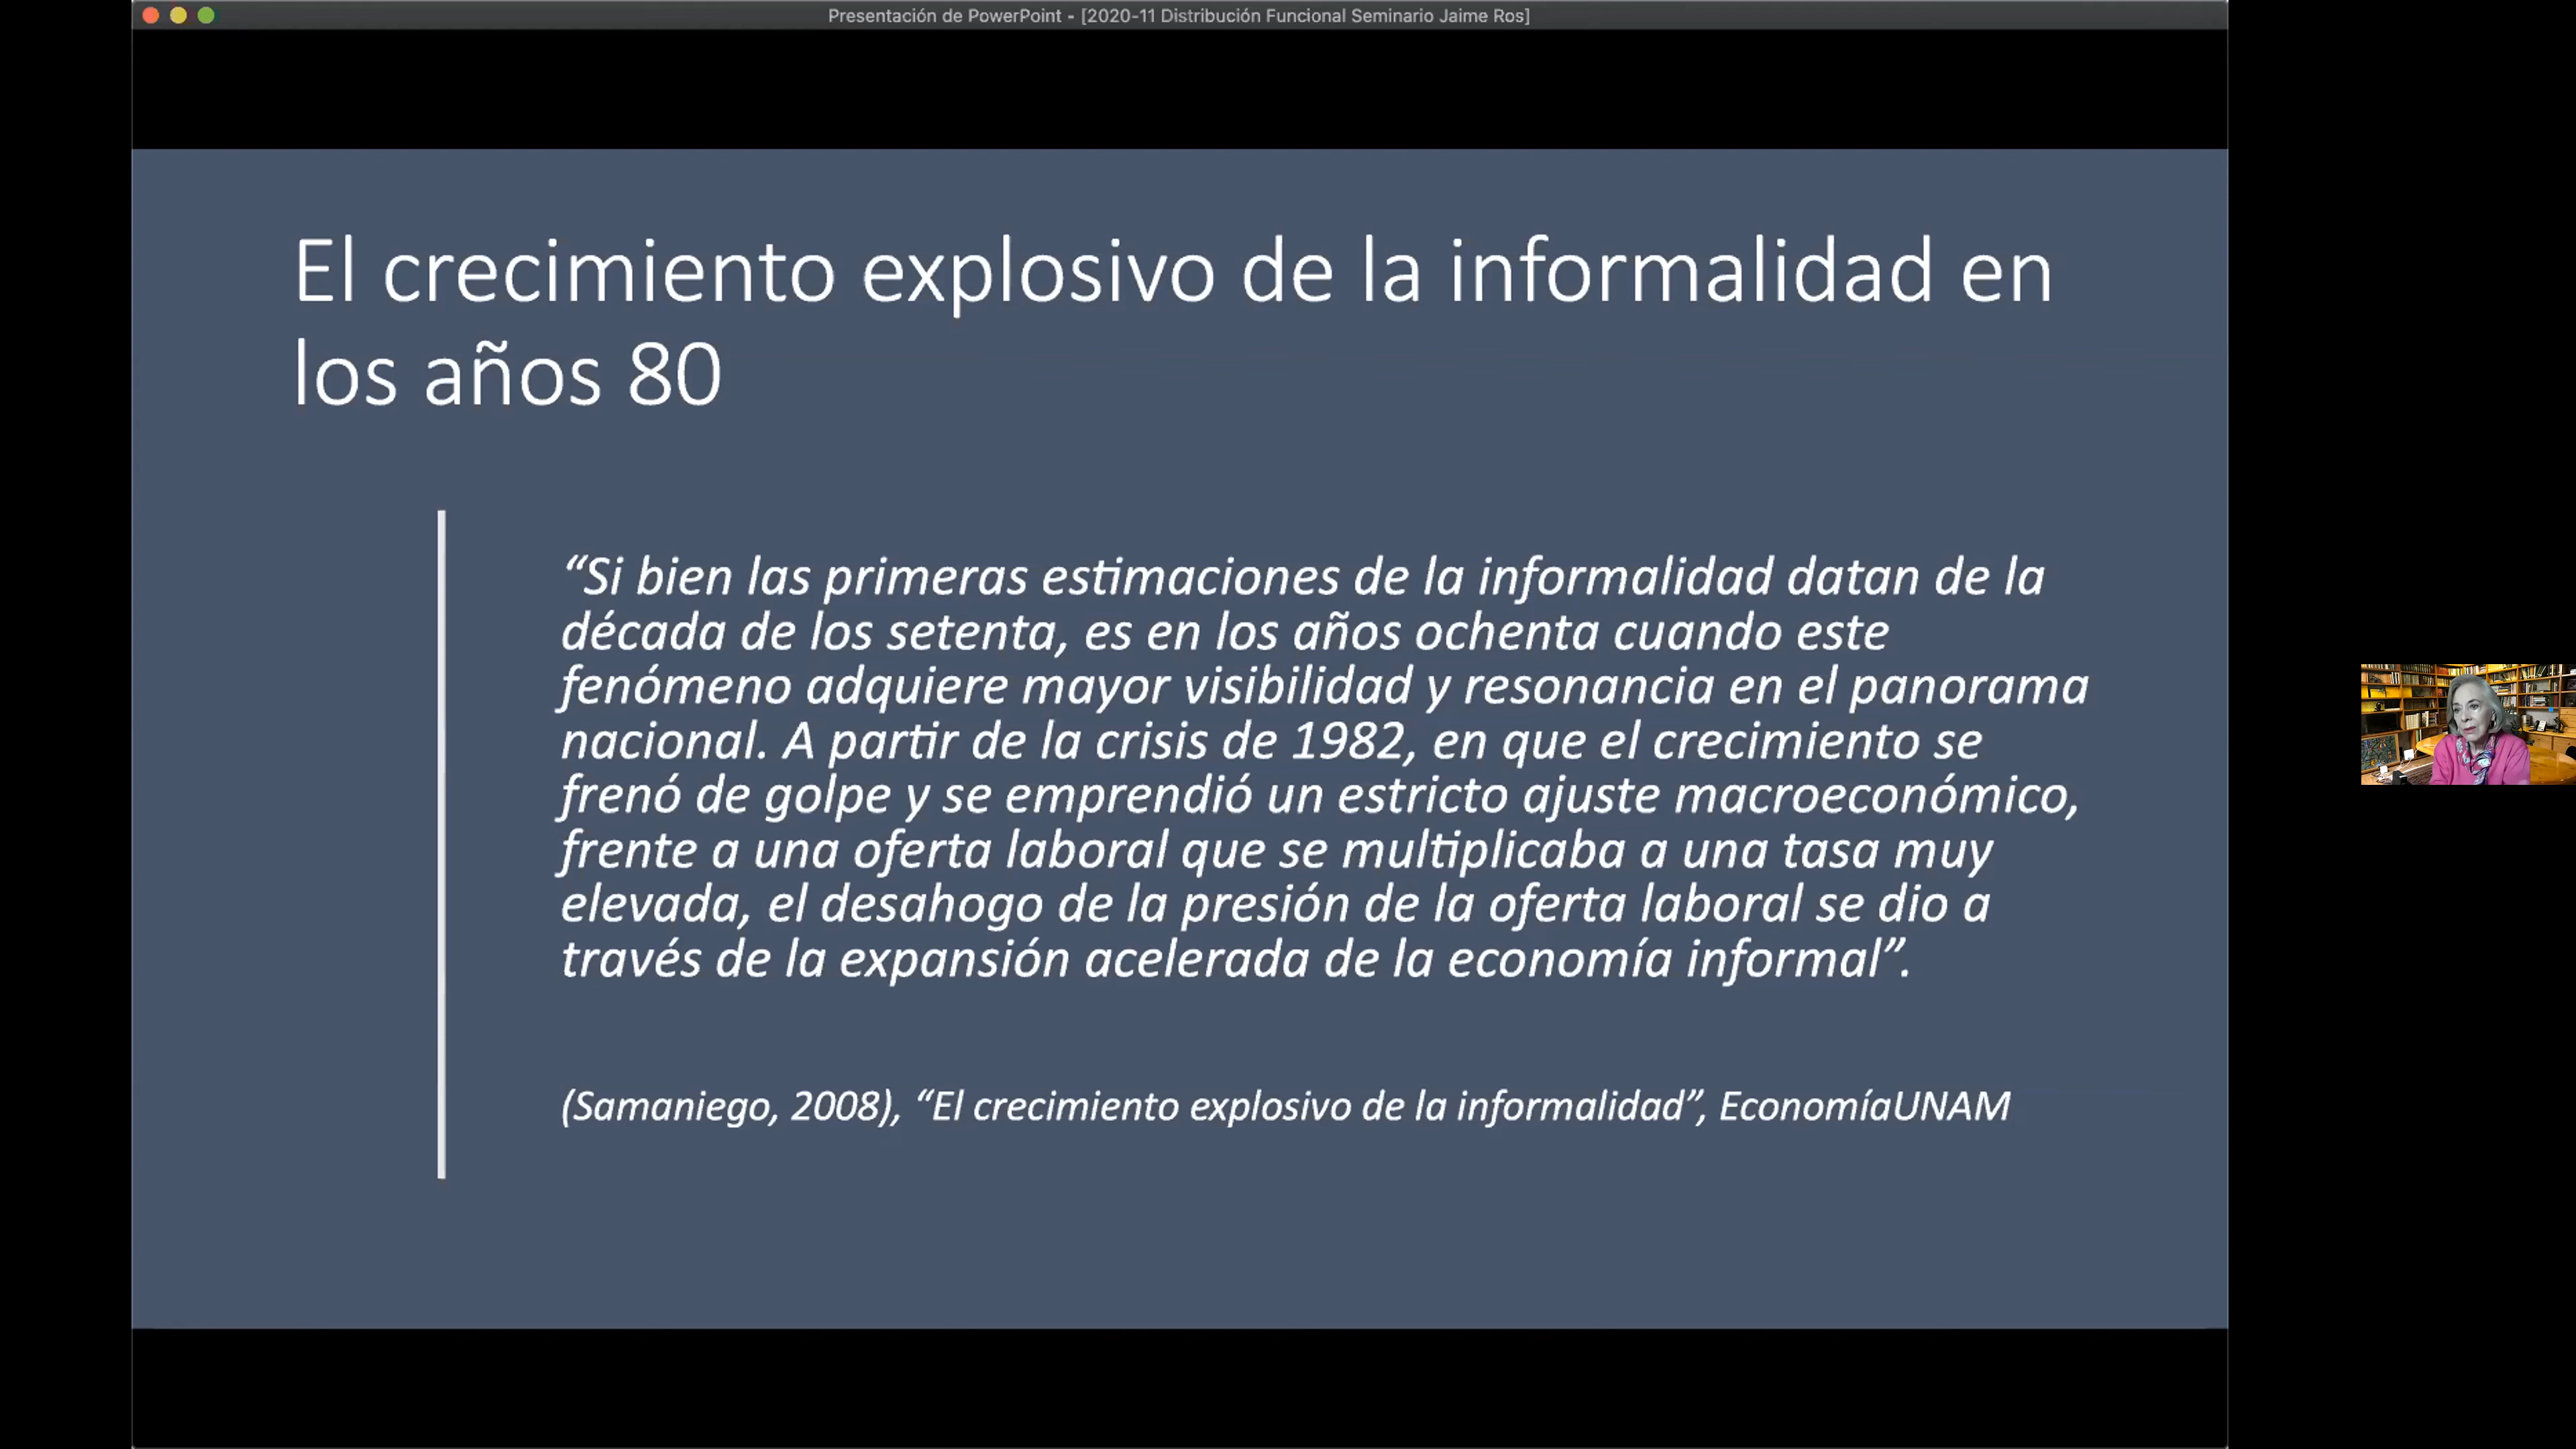 Presentación de PowerPoint - [2020-11 Distribución Funcional Seminario Jaime Ros]
El crecimiento explosivo de la informalidad en
los años 80
“Si bien las primeras estimaciones de la informalidad datan de la
década de los setenta, es en los años ochenta cuando este
fenómeno adquiere mayor visibilidad y resonancia en el panorama
nacional. A partir de la crisis de 1982, en que el crecimiento se
frenó de golpe y se emprendió un estricto ajuste macroeconómico,
frente a una oferta laboral que se multiplicaba a una tasa muy
elevada, el desahogo de la presión de la oferta laboral se dio a
través de la expansión acelerada de la economía informal”.
(Samaniego, 2008), “El crecimiento explosivo de la informalidad”, EconomíaUNAM